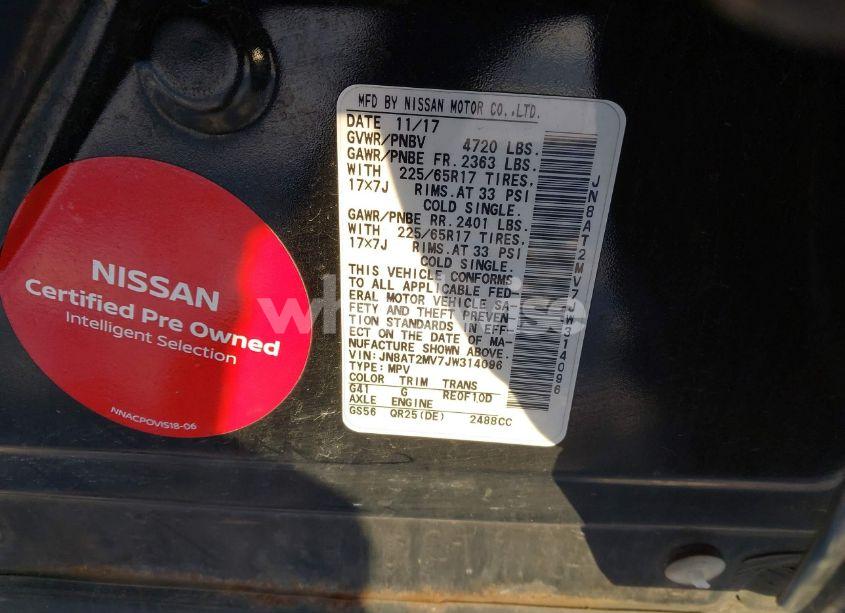 MFD BY NISSAN MOTOR CO.,LTD.
DATE 11/17
GVWR/PNBV 4720 LBS.
GAWR/PNBE FR. 2363 LBS.
WITH 225/65R17 TIRES,
17×7J RIMS.AT 33 PSI
COLD SINGLE.
GAWR/PNBE RR. 2401 LBS.
WITH 225/65R17 TIRES,
17×7J RIMS.AT 33 PSI
COLD SINGLE.
THIS VEHICLE CONFORMS
TO ALL APPLICABLE FED-
ERAL MOTOR VEHICLE SA-
FETY AND THEFT PREVEN-
TION STANDARDS IN EFF-
ECT ON THE DATE OF MA-
NUFACTURE SHOWN ABOVE.
VIN: JN8AT2MV7JW314096
TYPE: MPV
COLOR TRIM TRANS
G41 G RE0F10D
AXLE ENGINE
GS56 QR25(DE) 2488CC
JN8AT2MV7JW314096
NISSAN
Certified Pre Owned
Intelligent Selection
NNACPOVIS18-06